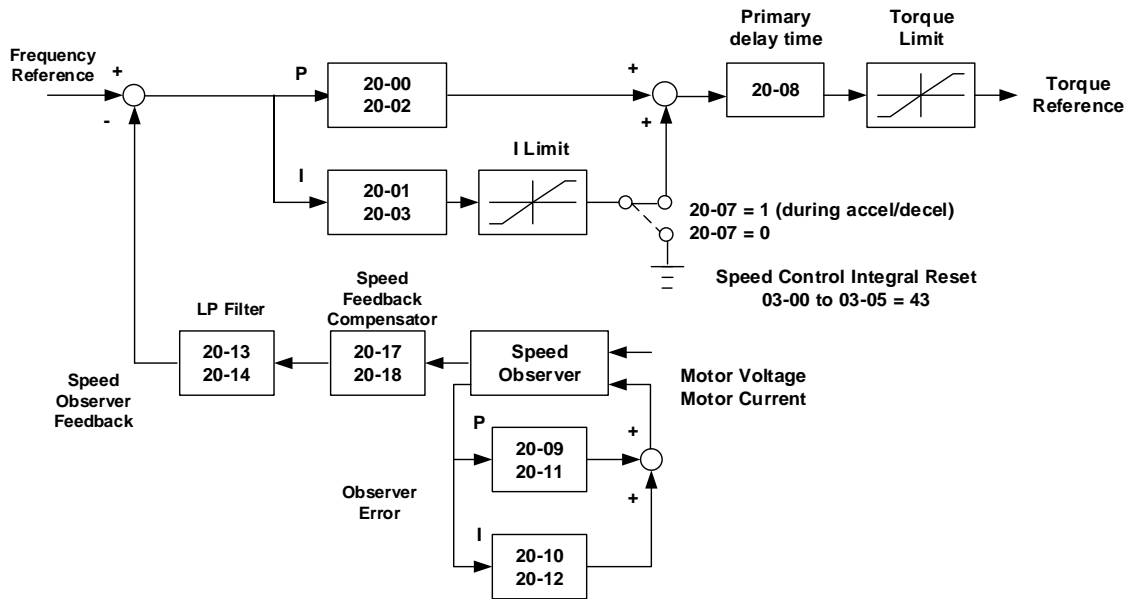 Frequency
Reference
+
-
P
20-00
20-02
I
20-01
20-03
I Limit
+
+
Primary
delay time
20-08
Torque
Limit
Torque
Reference
20-07 = 1 (during accel/decel)
20-07 = 0
Speed Control Integral Reset
03-00 to 03-05 = 43
LP Filter
20-13
20-14
Speed
Feedback
Compensator
20-17
20-18
Speed
Observer
Motor Voltage
Motor Current
Speed
Observer
Feedback
P
20-09
20-11
+
+
Observer
Error
I
20-10
20-12